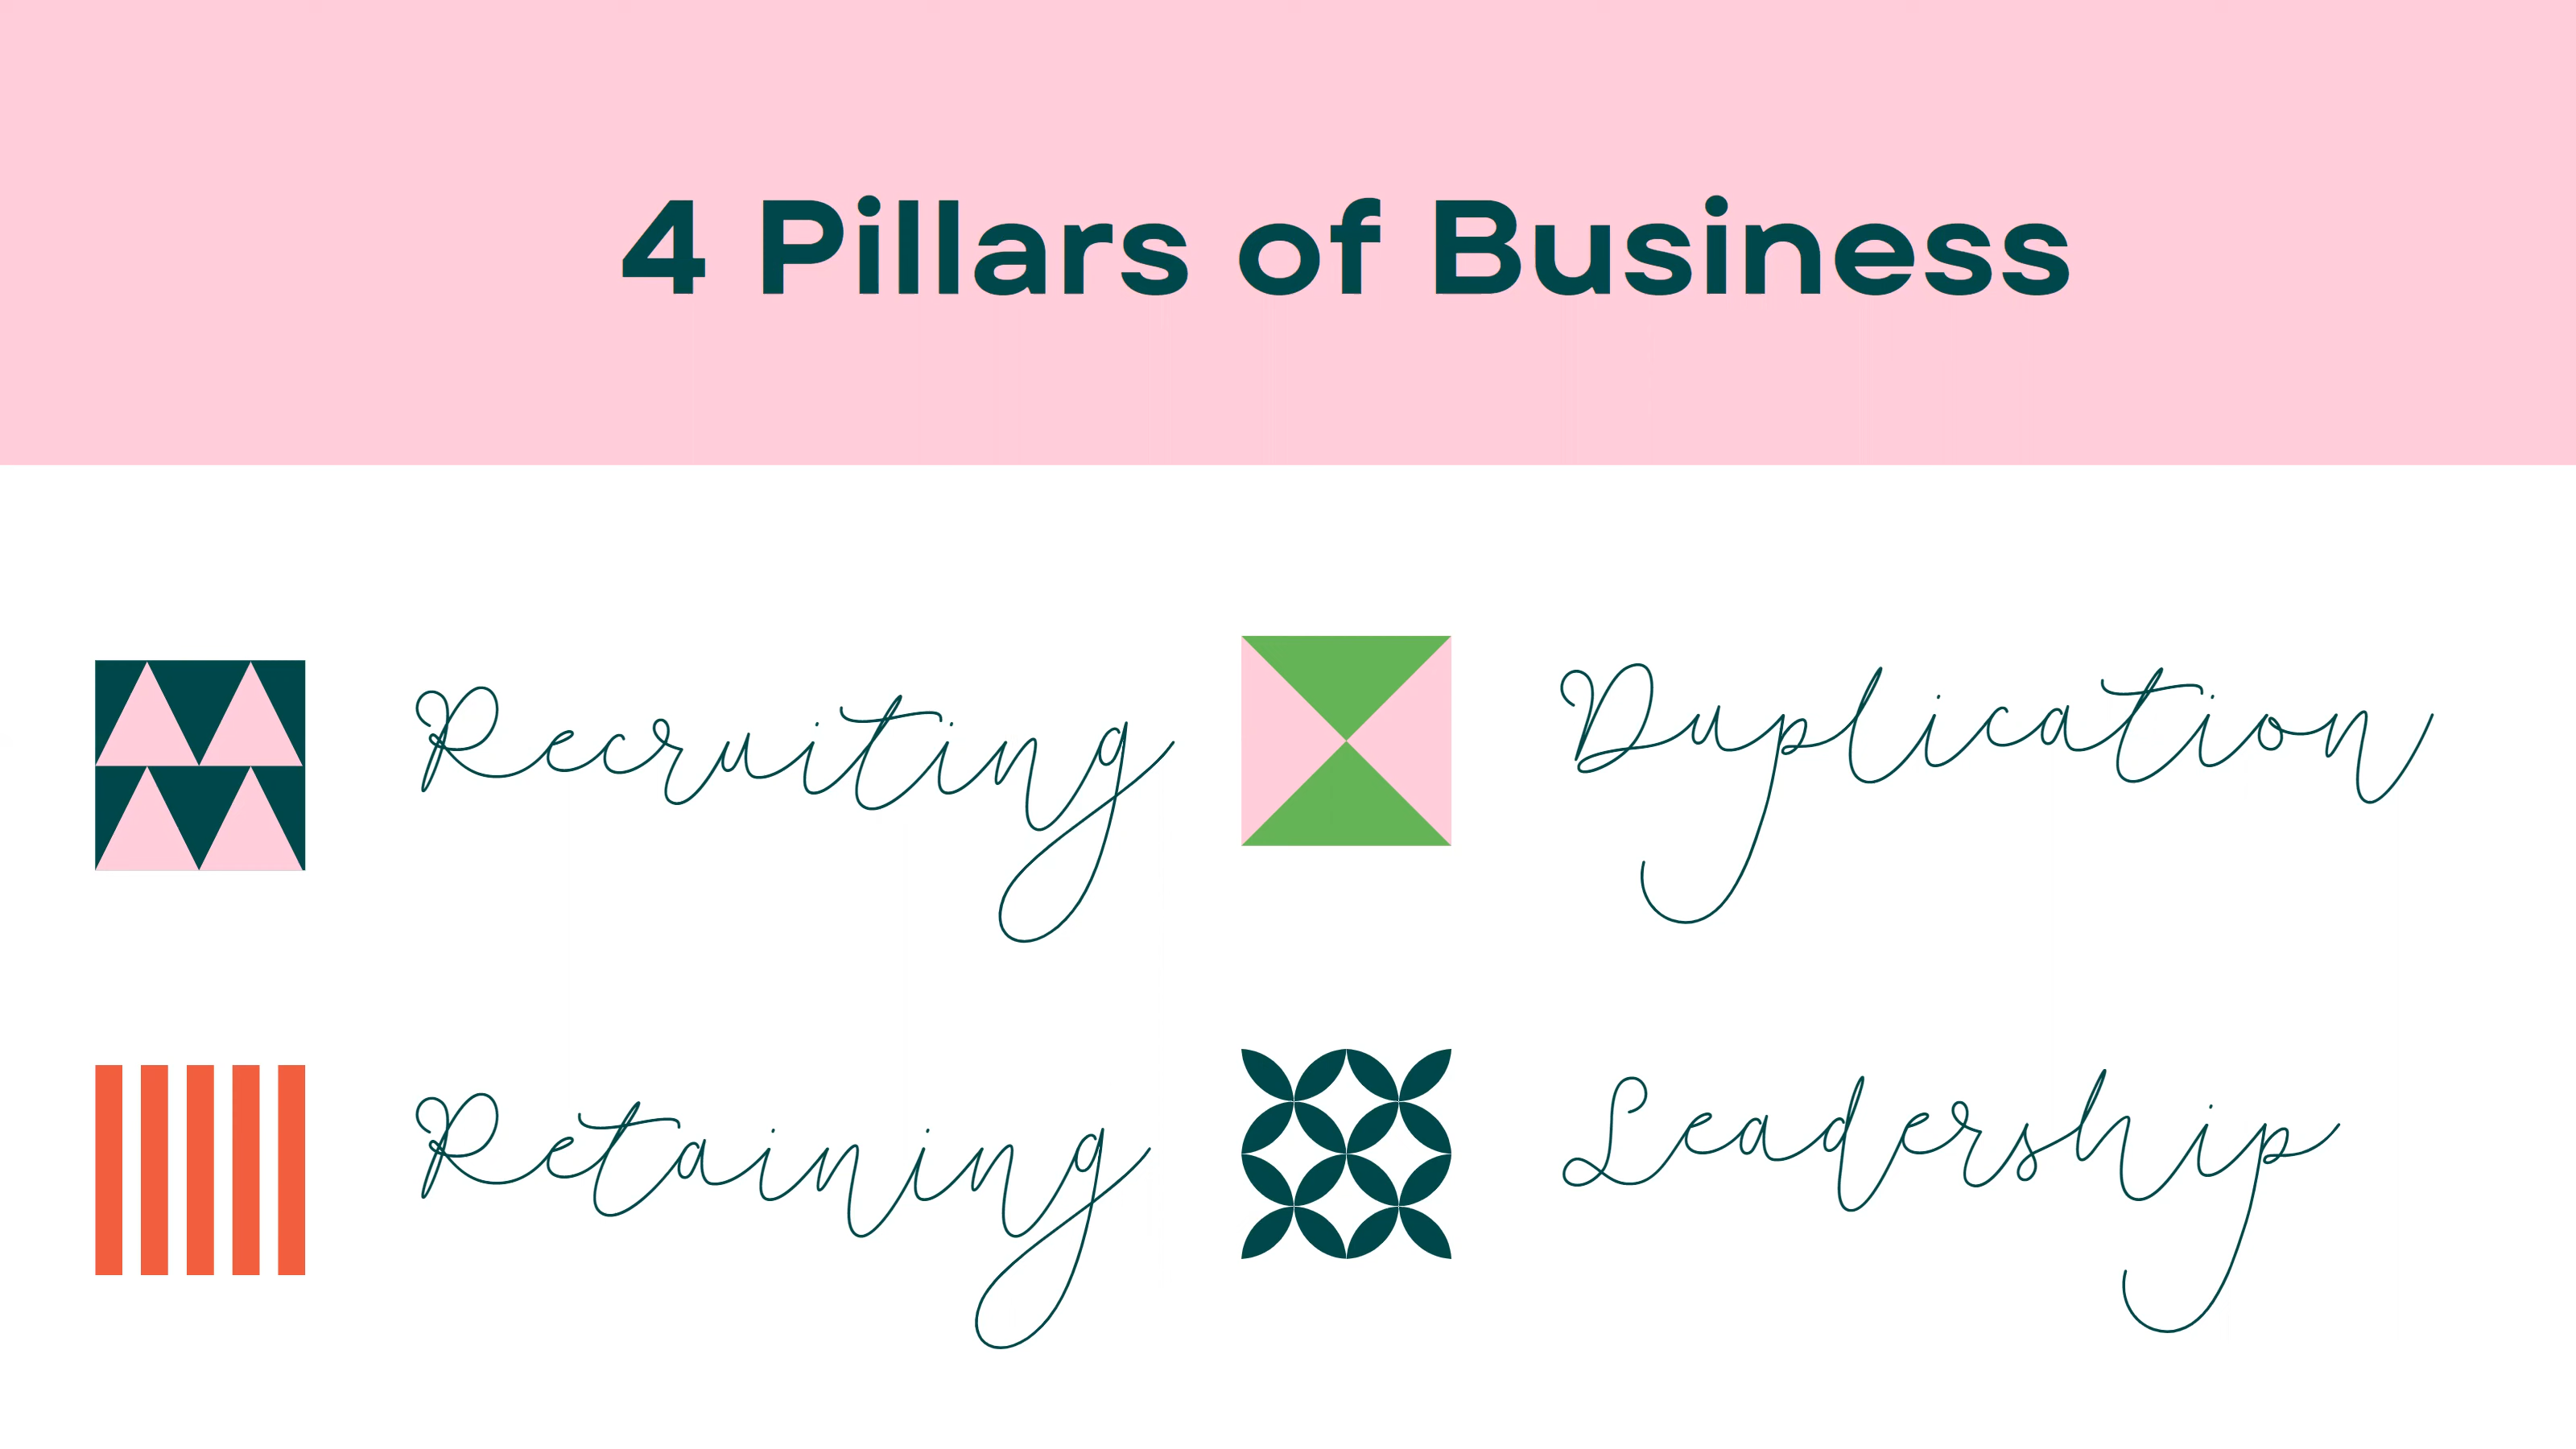 4 Pillars of Business
Recruiting
Duplication
Retaining
Leadership